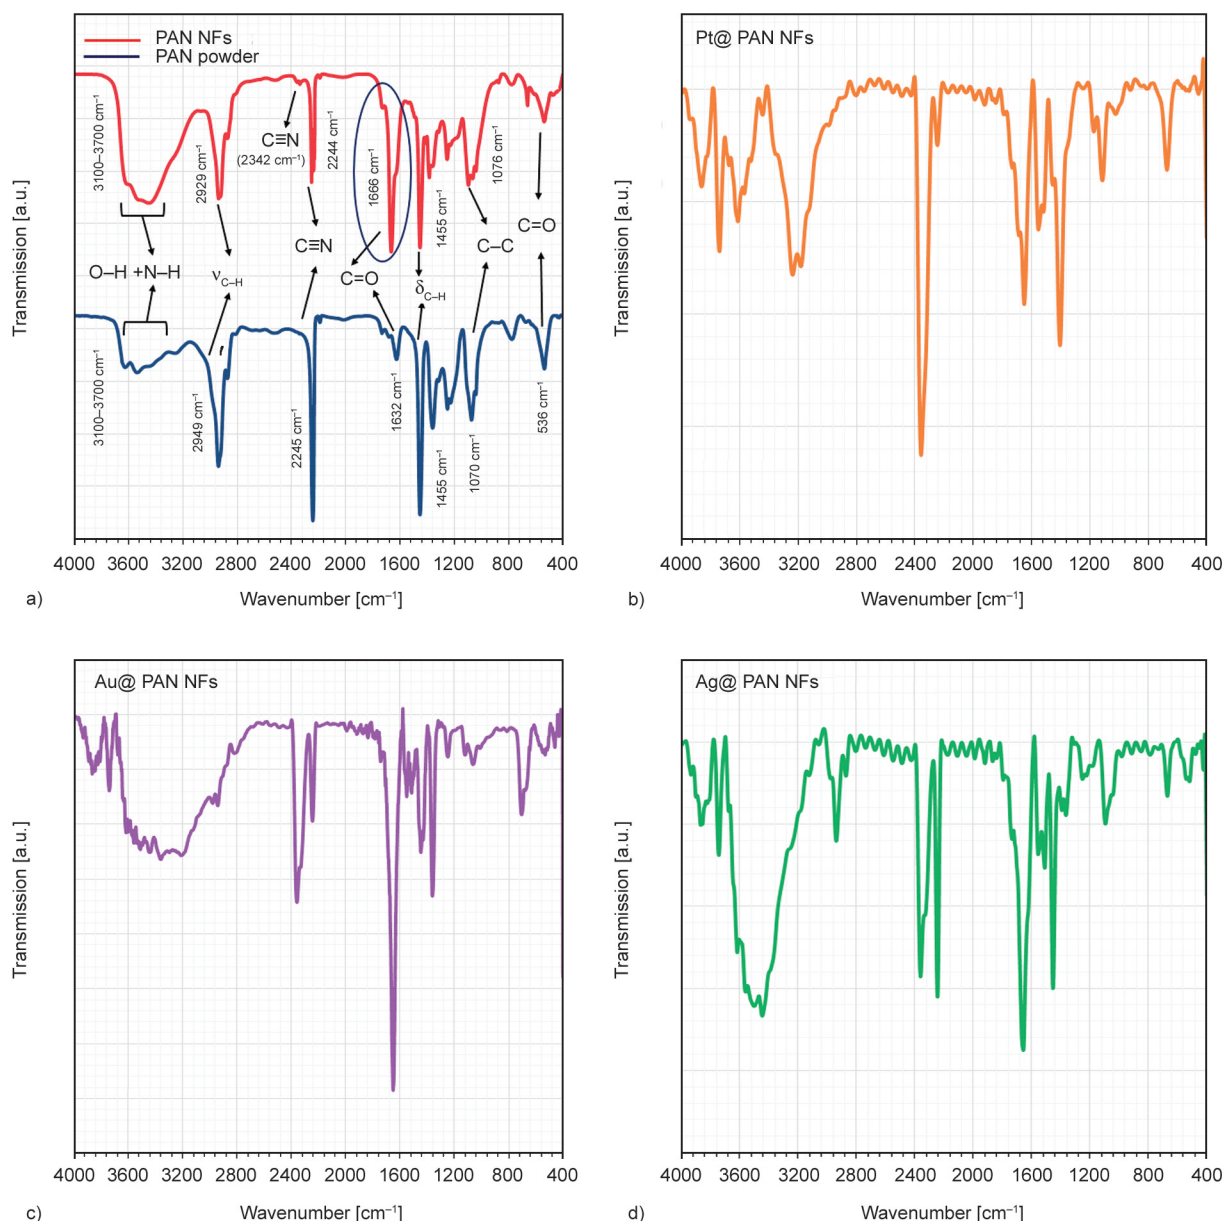 PAN NFs
PAN powder
Transmission [a.u.]
3100–3700 cm⁻¹
2929 cm⁻¹
C≡N
(2342 cm⁻¹)
2244 cm⁻¹
1666 cm⁻¹
1455 cm⁻¹
1076 cm⁻¹
O–H +N–H
ν C–H
C≡N
C=O
δ C–H
C–C
C=O
3100–3700 cm⁻¹
2949 cm⁻¹
2245 cm⁻¹
1632 cm⁻¹
1455 cm⁻¹
1070 cm⁻¹
536 cm⁻¹
4000 3600 3200 2800 2400 2000 1600 1200 800 400
a) Wavenumber [cm⁻¹]
Pt@ PAN NFs
Transmission [a.u.]
4000 3600 3200 2800 2400 2000 1600 1200 800 400
b) Wavenumber [cm⁻¹]
Au@ PAN NFs
Transmission [a.u.]
4000 3200 2800 2400 2000 1600 1200 800 400
c) Wavenumber [cm⁻¹]
Ag@ PAN NFs
Transmission [a.u.]
4000 3600 3200 2800 2400 2000 1600 1200 800 400
d) Wavenumber [cm⁻¹]